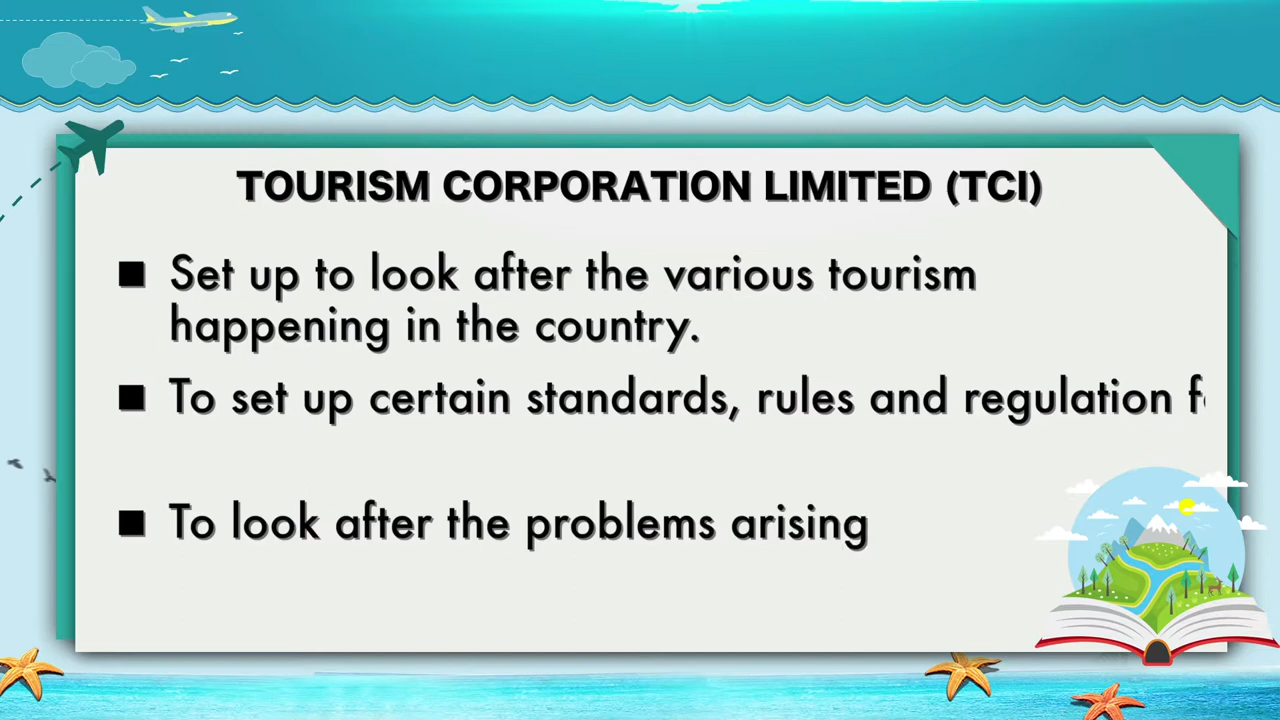 TOURISM CORPORATION LIMITED (TCI)
■ Set up to look after the various tourism
happening in the country.
■ To set up certain standards, rules and regulation
■ To look after the problems arising